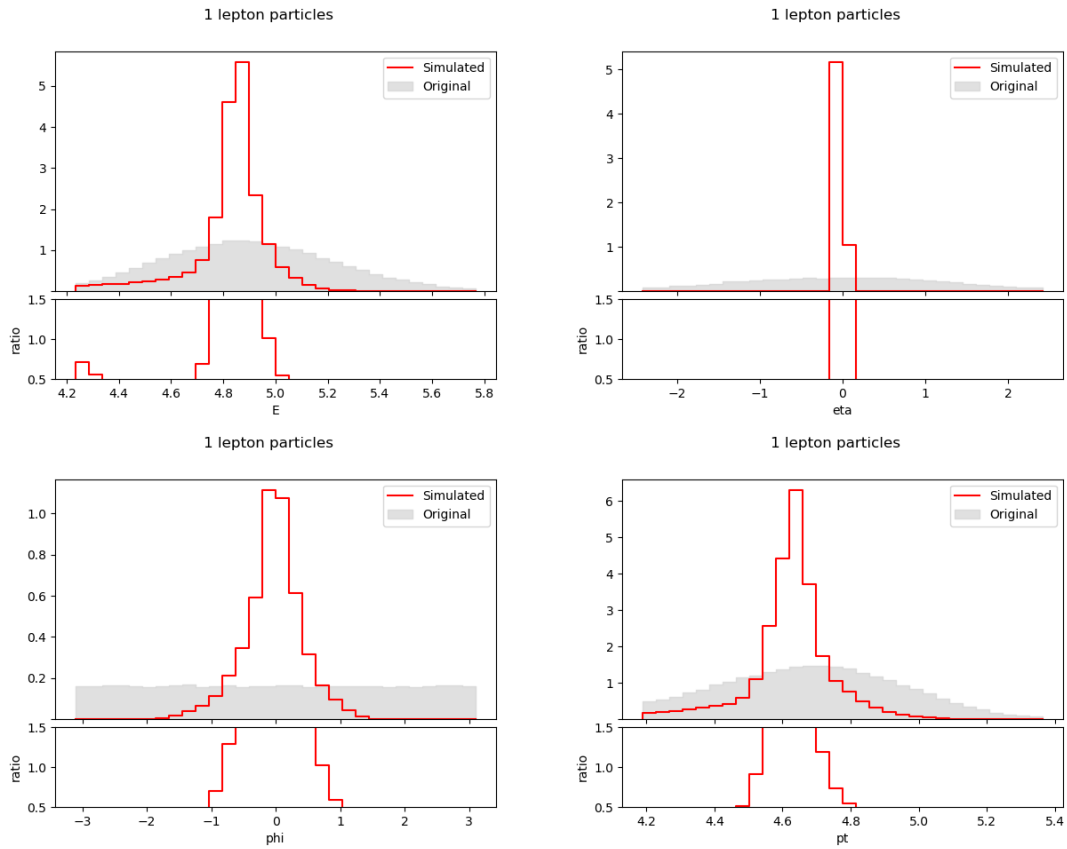 1 lepton particles
Simulated
Original
5
4
3
2
1
1.5
1.0
0.5
ratio
4.2 4.4 4.6 4.8 5.0 5.2 5.4 5.6 5.8
E
1 lepton particles
Simulated
Original
5
4
3
2
1
1.5
1.0
0.5
ratio
−2 −1 0 1 2
eta
1 lepton particles
Simulated
Original
1.0
0.8
0.6
0.4
0.2
1.5
1.0
0.5
ratio
−3 −2 −1 0 1 2 3
phi
1 lepton particles
Simulated
Original
6
5
4
3
2
1
1.5
1.0
0.5
ratio
4.2 4.4 4.6 4.8 5.0 5.2 5.4
pt